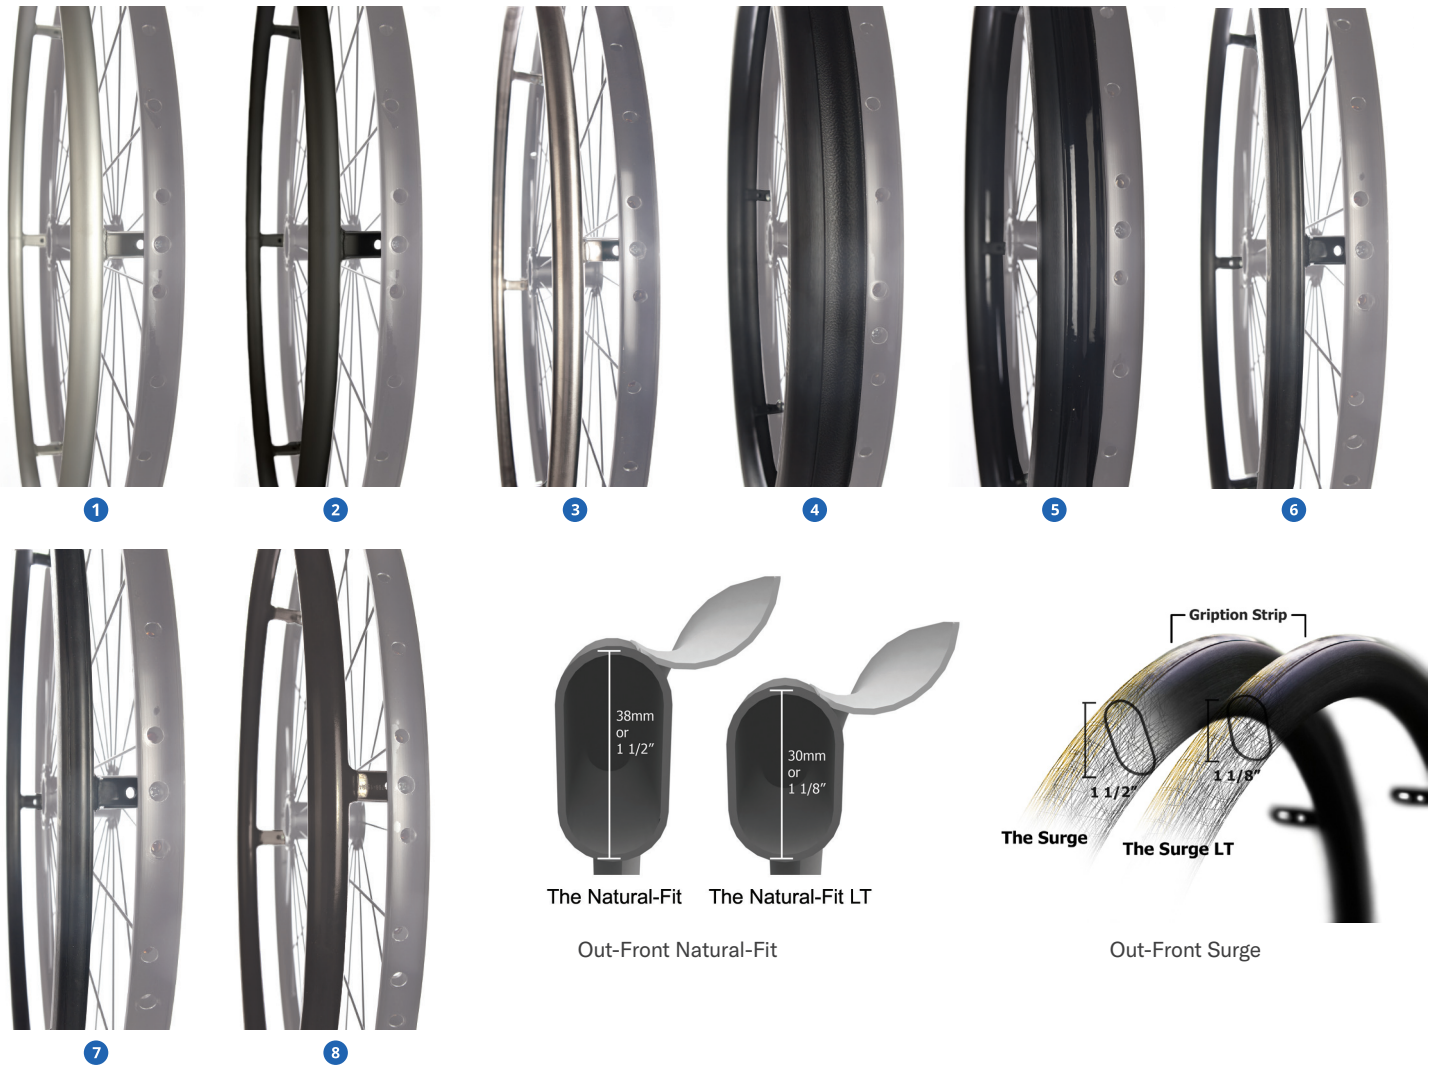 1
2
3
4
5
6
7
8
38mm
or
1 1/2”
30mm
or
1 1/8”
The Natural-Fit
The Natural-Fit LT
Out-Front Natural-Fit
Gription Strip
1 1/2”
1 1/8”
The Surge
The Surge LT
Out-Front Surge